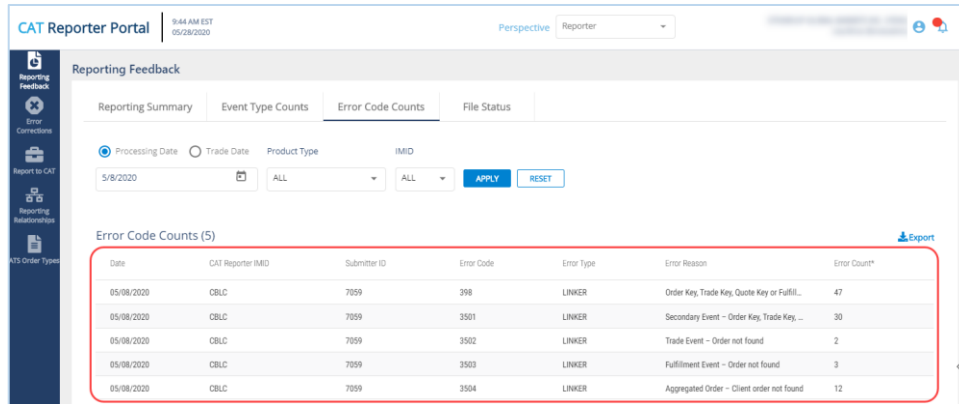 CAT Reporter Portal
9:44 AM EST
05/28/2020
Perspective
Reporter
Reporting
Feedback
Error
Corrections
Report to CAT
Reporting
Relationships
ATS Order Types
Reporting Feedback
Reporting Summary Event Type Counts Error Code Counts File Status
Processing Date Trade Date Product Type IMID
5/8/2020 ALL ALL APPLY RESET
Error Code Counts (5) Export
Date CAT Reporter IMID Submitter ID Error Code Error Type Error Reason Error Count*
05/08/2020 CBLC 7059 398 LINKER Order Key, Trade Key, Quote Key or Fulfill... 47
05/08/2020 CBLC 7059 3501 LINKER Secondary Event – Order Key, Trade Key, ... 30
05/08/2020 CBLC 7059 3502 LINKER Trade Event – Order not found 2
05/08/2020 CBLC 7059 3503 LINKER Fulfillment Event – Order not found 3
05/08/2020 CBLC 7059 3504 LINKER Aggregated Order – Client order not found 12